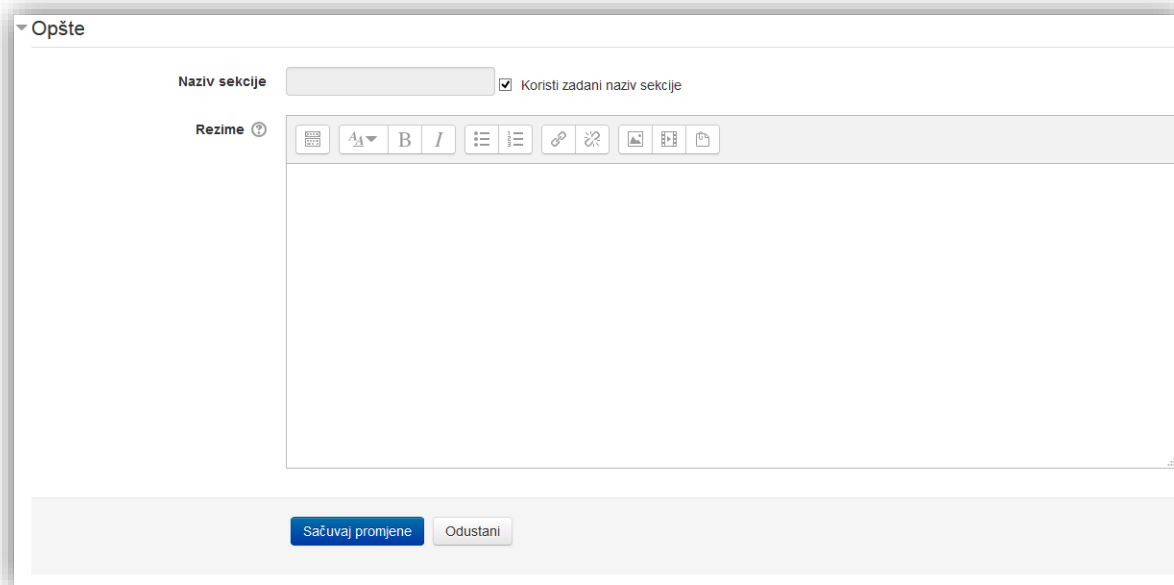 Opšte
Naziv sekcije
Koristi zadani naziv sekcije
Rezime
Sačuvaj promjene Odustani